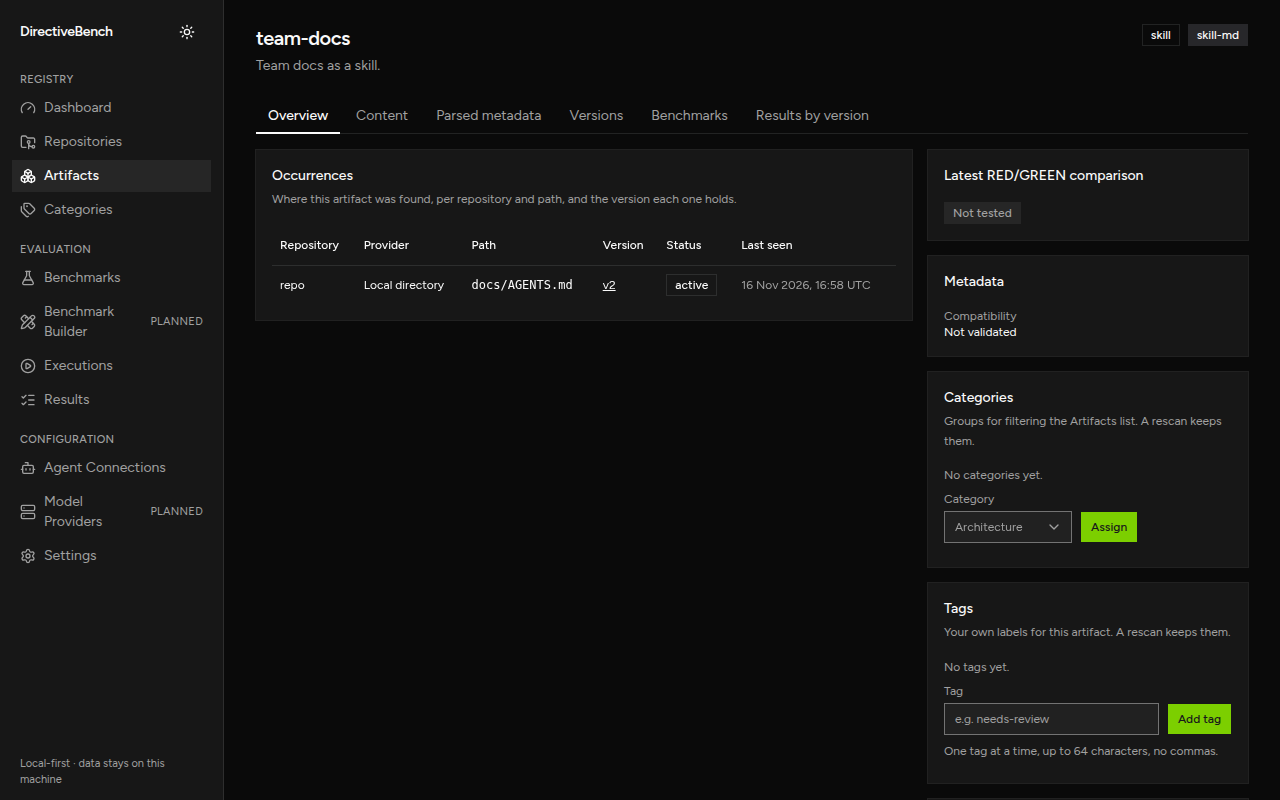 DirectiveBench
REGISTRY
Dashboard
Repositories
Artifacts
Categories
EVALUATION
Benchmarks
Benchmark
Builder
PLANNED
Executions
Results
CONFIGURATION
Agent Connections
Model
Providers
PLANNED
Settings
Local-first · data stays on this
machine
team-docs
Team docs as a skill.
skill
skill-md
Overview
Content
Parsed metadata
Versions
Benchmarks
Results by version
Occurrences
Where this artifact was found, per repository and path, and the version each one holds.
Repository Provider Path Version Status Last seen
repo Local directory docs/AGENTS.md v2 active 16 Nov 2026, 16:58 UTC
Latest RED/GREEN comparison
Not tested
Metadata
Compatibility
Not validated
Categories
Groups for filtering the Artifacts list. A rescan keeps
them.
No categories yet.
Category
Architecture
Assign
Tags
Your own labels for this artifact. A rescan keeps them.
No tags yet.
Tag
e.g. needs-review
Add tag
One tag at a time, up to 64 characters, no commas.